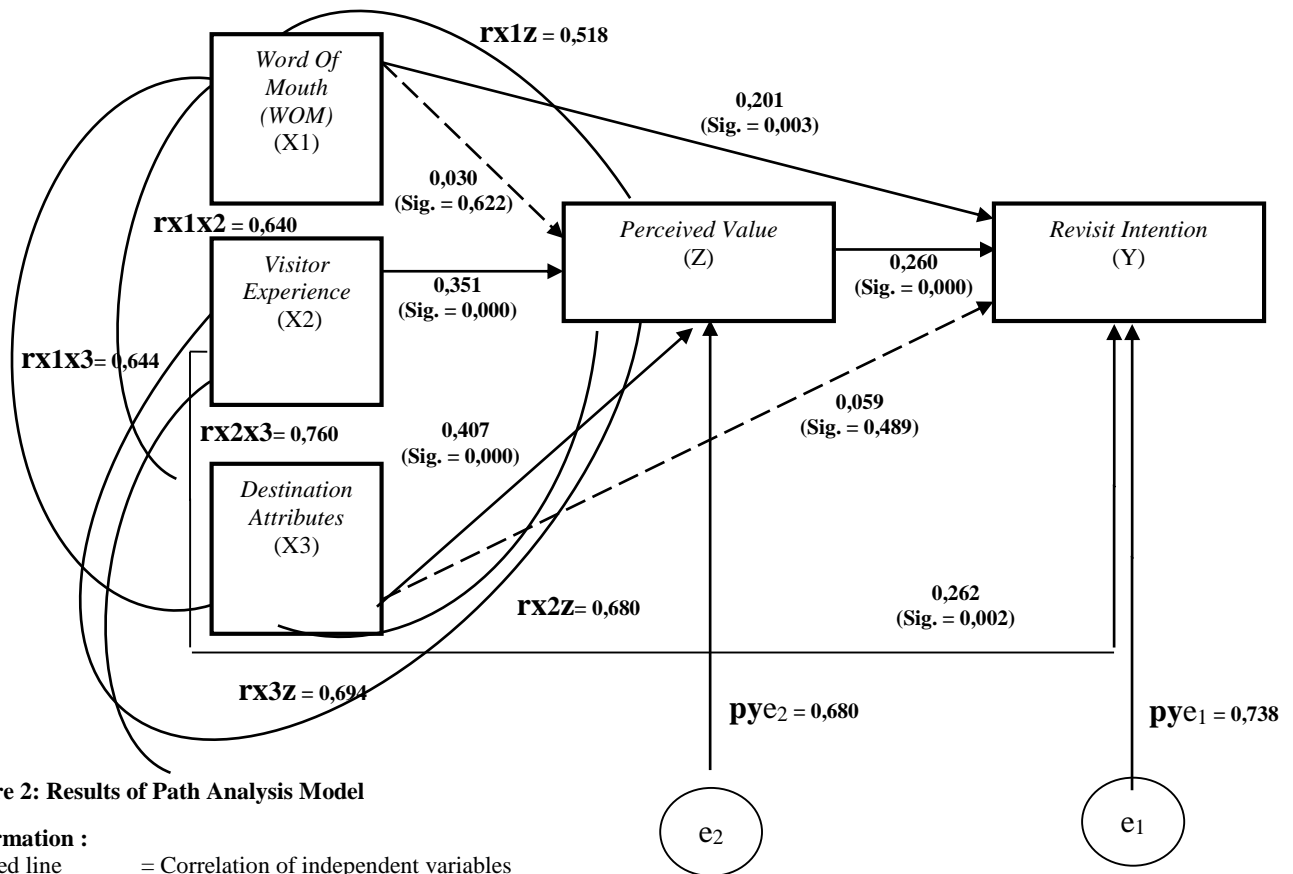 rx1z = 0,518
Word Of
Mouth
(WOM)
(X1)
0,201
(Sig. = 0,003)
0,030
(Sig. = 0,622)
rx1x2 = 0,640
Visitor
Experience
(X2)
Perceived Value
(Z)
Revisit Intention
(Y)
0,351
(Sig. = 0,000)
0,260
(Sig. = 0,000)
rx1x3= 0,644
rx2x3= 0,760
0,407
(Sig. = 0,000)
0,059
(Sig. = 0,489)
Destination
Attributes
(X3)
rx2z= 0,680
0,262
(Sig. = 0,002)
rx3z = 0,694
pye2 = 0,680
pye1 = 0,738
re 2: Results of Path Analysis Model
e2
e1
rmation :
ed line = Correlation of independent variables